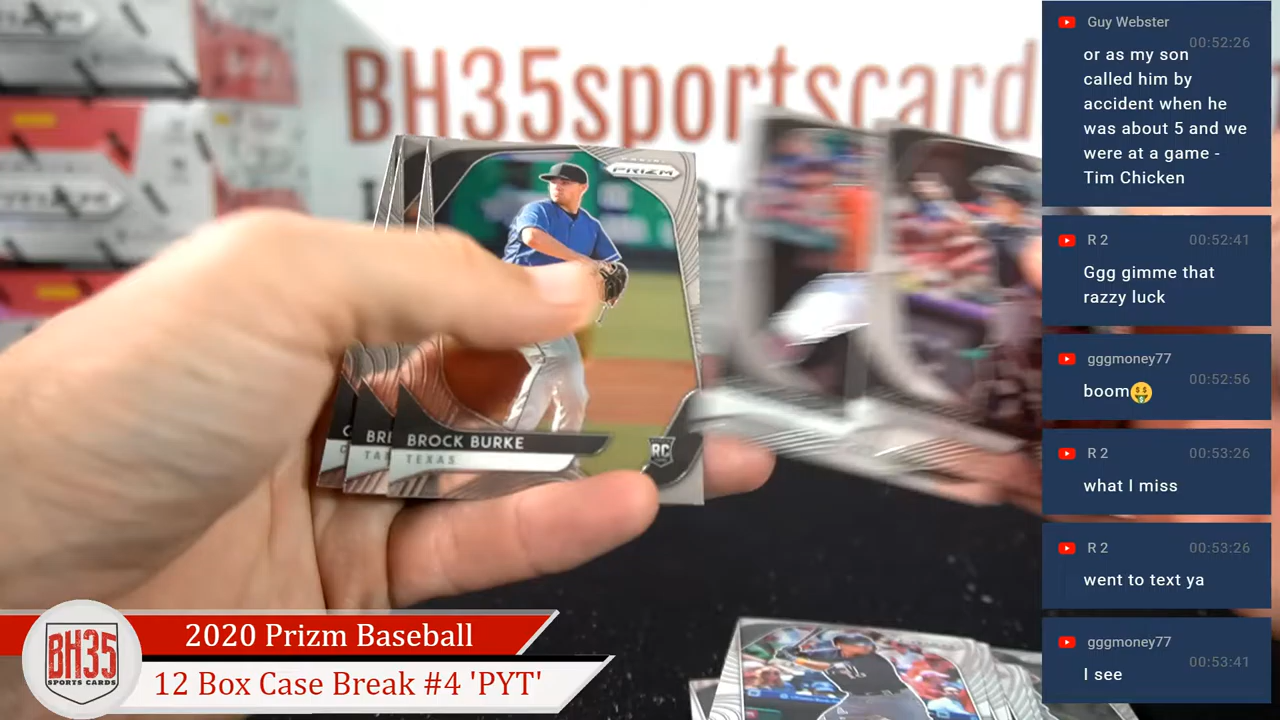 BH35sportscard
PANINI
PRIZM
BRE
TA
BROCK BURKE
TEXAS
RC
BH35
SPORTS CARDS
2020 Prizm Baseball
12 Box Case Break #4 'PYT'
Guy Webster
00:52:26
or as my son
called him by
accident when he
was about 5 and we
were at a game -
Tim Chicken
R 2
00:52:41
Ggg gimme that
razzy luck
gggmoney77
00:52:56
boom🤑
R 2
00:53:26
what I miss
R 2
00:53:26
went to text ya
gggmoney77
00:53:41
I see